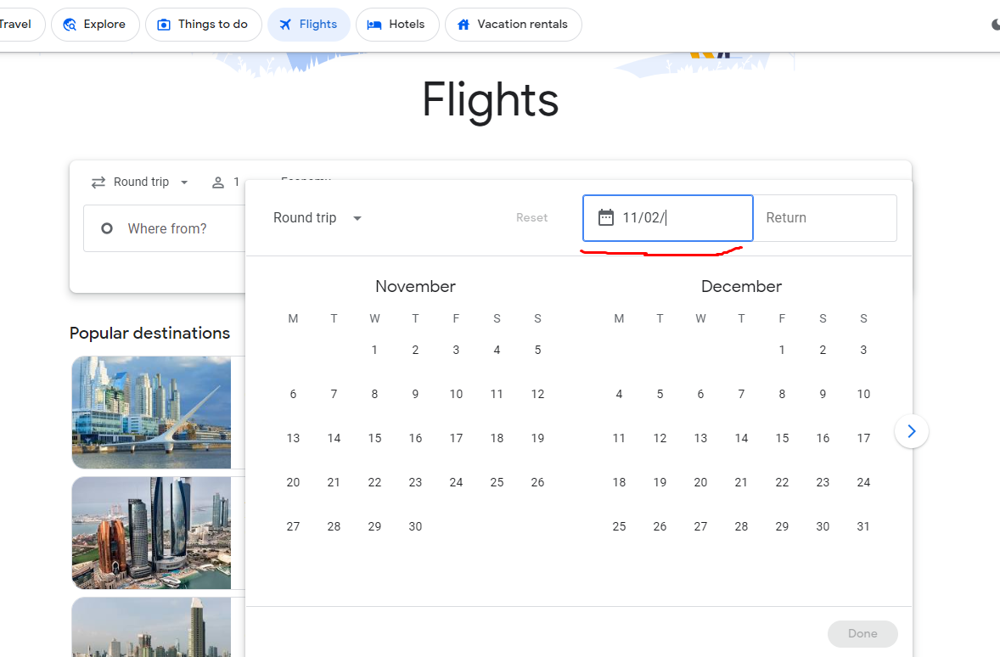 Travel Explore Things to do Flights Hotels Vacation rentals
Flights
Round trip 1 Economy
Where from?
Round trip Reset 11/02/ Return
November
M T W T F S S
1 2 3 4 5
6 7 8 9 10 11 12
13 14 15 16 17 18 19
20 21 22 23 24 25 26
27 28 29 30
December
M T W T F S S
1 2 3
4 5 6 7 8 9 10
11 12 13 14 15 16 17
18 19 20 21 22 23 24
25 26 27 28 29 30 31
Done
Popular destinations